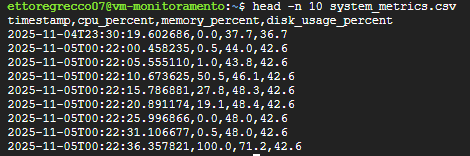 ettoregrecco07@vm-monitoramento:~$ head -n 10 system_metrics.csv
timestamp,cpu_percent,memory_percent,disk_usage_percent
2025-11-04T23:30:19.602686,0.0,37.7,36.7
2025-11-05T00:22:00.458235,0.5,44.0,42.6
2025-11-05T00:22:05.555110,1.0,43.8,42.6
2025-11-05T00:22:10.673625,50.5,46.1,42.6
2025-11-05T00:22:15.786881,27.8,48.3,42.6
2025-11-05T00:22:20.891174,19.1,48.4,42.6
2025-11-05T00:22:25.996866,0.0,48.0,42.6
2025-11-05T00:22:31.106677,0.5,48.0,42.6
2025-11-05T00:22:36.357821,100.0,71.2,42.6